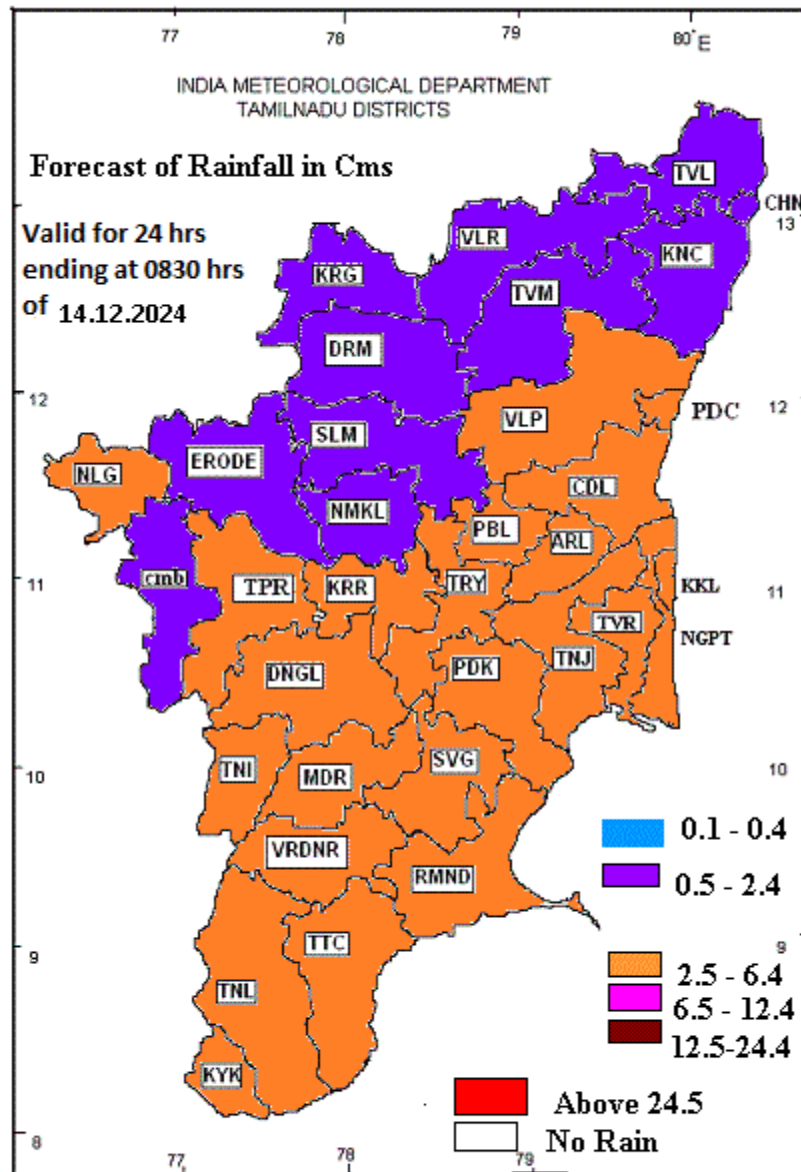 77 78 79 80° E
INDIA METEOROLOGICAL DEPARTMENT
TAMILNADU DISTRICTS
Forecast of Rainfall in Cms
Valid for 24 hrs
ending at 0830 hrs
of 14.12.2024
TVL
CHN
13
VLR
KNC
KRG
TVM
DRM
12
12
PDC
VLP
SLM
ERODE
NLG
CDL
NMKL
PBL
ARL
11
cmb
TPR
KRR
TRY
KKL
11
TVR
NGPT
DNGL
PDK
TNJ
10
TNI
MDR
SVG
10
0.1 - 0.4
VRDNR
RMND
0.5 - 2.4
9
TTC
9
2.5 - 6.4
TNL
6.5 - 12.4
12.5-24.4
KYK
Above 24.5
8
No Rain
77 78 79